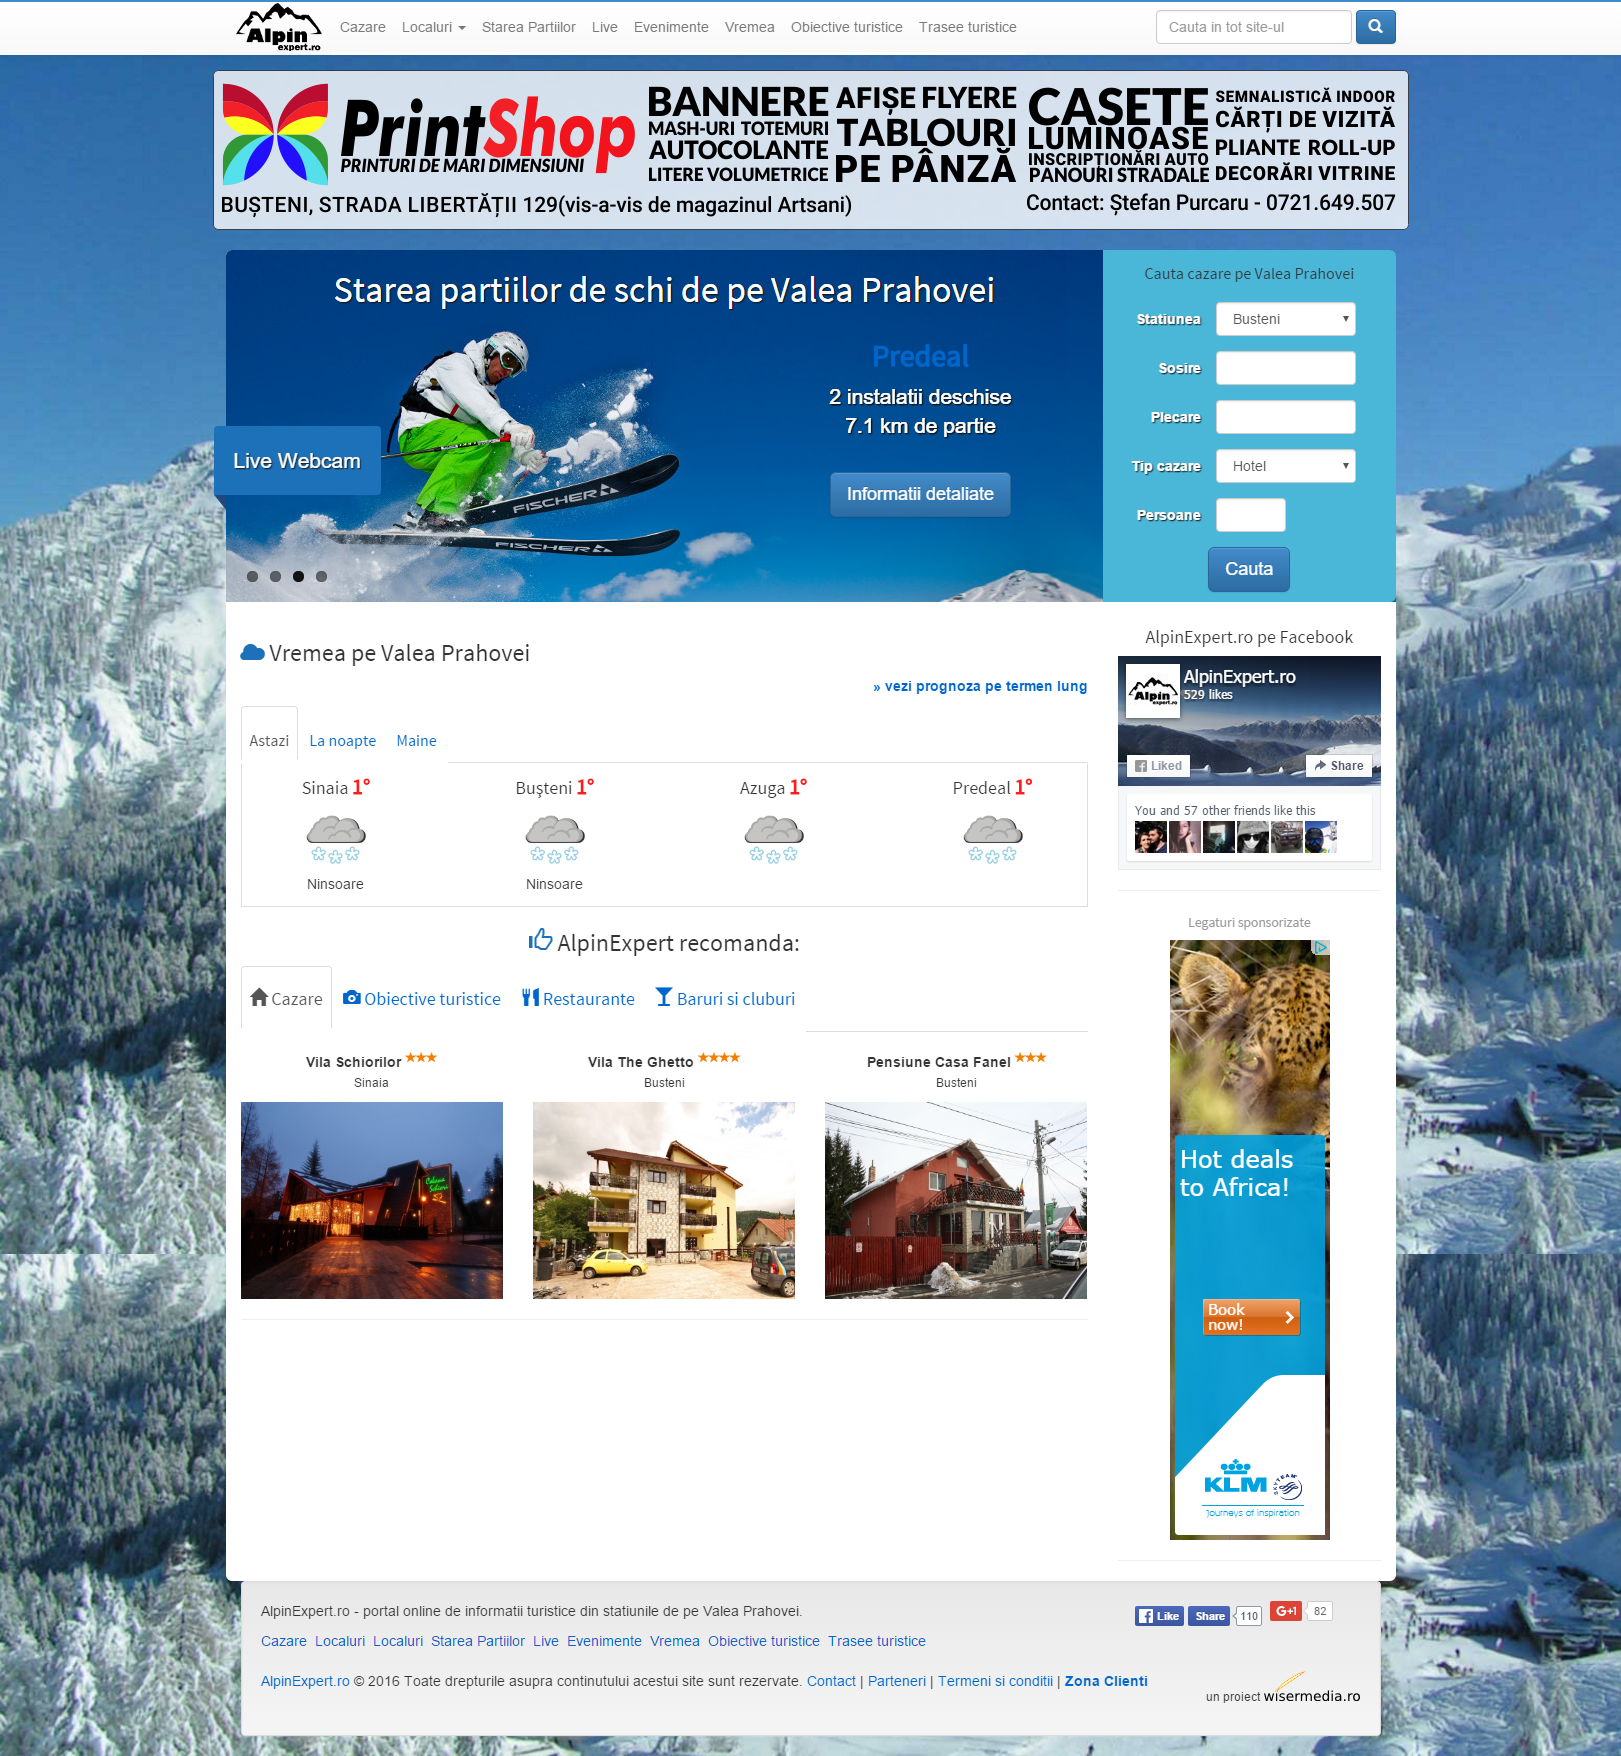 Alpin
expert.ro
Cazare Localuri Starea Partiilor Live Evenimente Vremea Obiective turistice Trasee turistice
Cauta in tot site-ul
PrintShop
PRINTURI DE MARI DIMENSIUNI
BANNERE
MASH-URI TOTEMURI
AUTOCOLANTE
LITERE VOLUMETRICE
AFIȘE FLYERE
TABLOURI
PE PÂNZĂ
CASETE
LUMINOASE
INSCRIPTIONĂRI AUTO
PANOURI STRADALE
SEMNALISTICĂ INDOOR
CĂRȚI DE VIZITĂ
PLIANTE ROLL-UP
DECORĂRI VITRINE
BUȘTENI, STRADA LIBERTĂȚII 129(vis-a-vis de magazinul Artsani)
Contact: Ștefan Purcaru - 0721.649.507
Starea partiilor de schi de pe Valea Prahovei
Predeal
2 instalatii deschise
7.1 km de partie
Informatii detaliate
Live Webcam
FISCHER
FISCHER
Cauta cazare pe Valea Prahovei
Statiunea Busteni
Sosire
Plecare
Tip cazare Hotel
Persoane
Cauta
Vremea pe Valea Prahovei
» vezi prognoza pe termen lung
Astazi La noapte Maine
Sinaia 1° Bușteni 1° Azuga 1° Predeal 1°
Ninsoare Ninsoare
AlpinExpert recomanda:
Cazare Obiective turistice Restaurante Baruri si cluburi
Vila Schiorilor
Sinaia
Vila The Ghetto
Busteni
Pensiune Casa Fanel
Busteni
AlpinExpert.ro pe Facebook
Alpin
expert.ro
AlpinExpert.ro
529 likes
Liked Share
You and 57 other friends like this
Legaturi sponsorizate
Hot deals
to Africa!
Book
now!
KLM
SKYTEAM
Journeys of inspiration
AlpinExpert.ro - portal online de informatii turistice din statiunile de pe Valea Prahovei.
Like Share 110 G+1 82
Cazare Localuri Localuri Starea Partiilor Live Evenimente Vremea Obiective turistice Trasee turistice
AlpinExpert.ro © 2016 Toate drepturile asupra continutului acestui site sunt rezervate. Contact | Parteneri | Termeni si conditii | Zona Clienti
un proiect wisermedia.ro